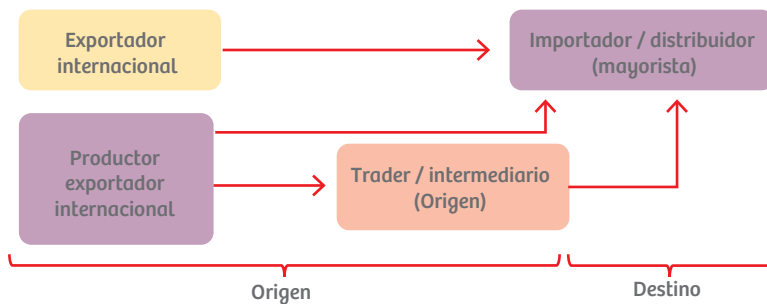 Exportador
internacional
Importador / distribuidor
(mayorista)
Productor
exportador
internacional
Trader / intermediario
(Origen)
Origen
Destino